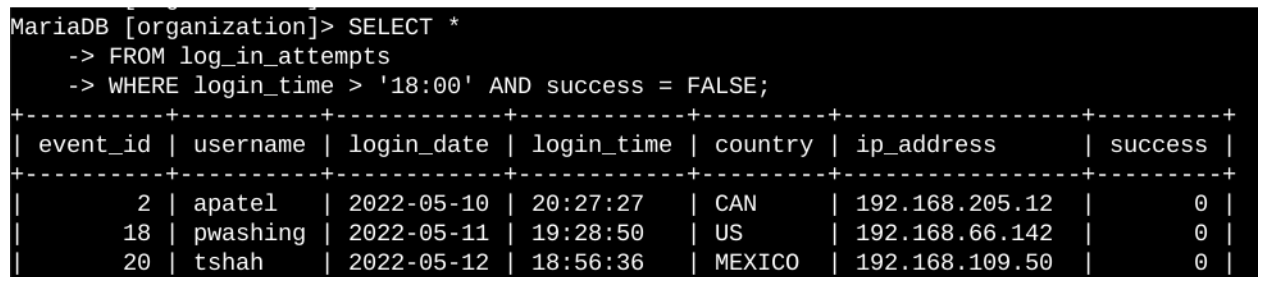 MariaDB [organization]> SELECT *
    -> FROM log_in_attempts
    -> WHERE login_time > '18:00' AND success = FALSE;
+----------+----------+------------+------------+---------+-----------------+---------+
| event_id | username | login_date | login_time | country | ip_address      | success |
+----------+----------+------------+------------+---------+-----------------+---------+
|        2 | apatel   | 2022-05-10 | 20:27:27   | CAN     | 192.168.205.12  |       0 |
|       18 | pwashing | 2022-05-11 | 19:28:50   | US      | 192.168.66.142  |       0 |
|       20 | tshah    | 2022-05-12 | 18:56:36   | MEXICO  | 192.168.109.50  |       0 |